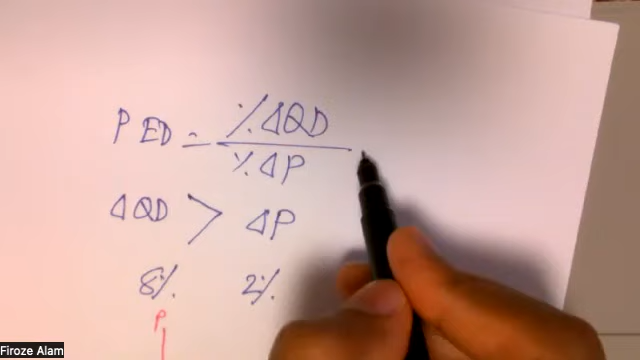 PED = %ΔQD
%ΔP
ΔQD > ΔP
8% 2%
P
Firoze Alam